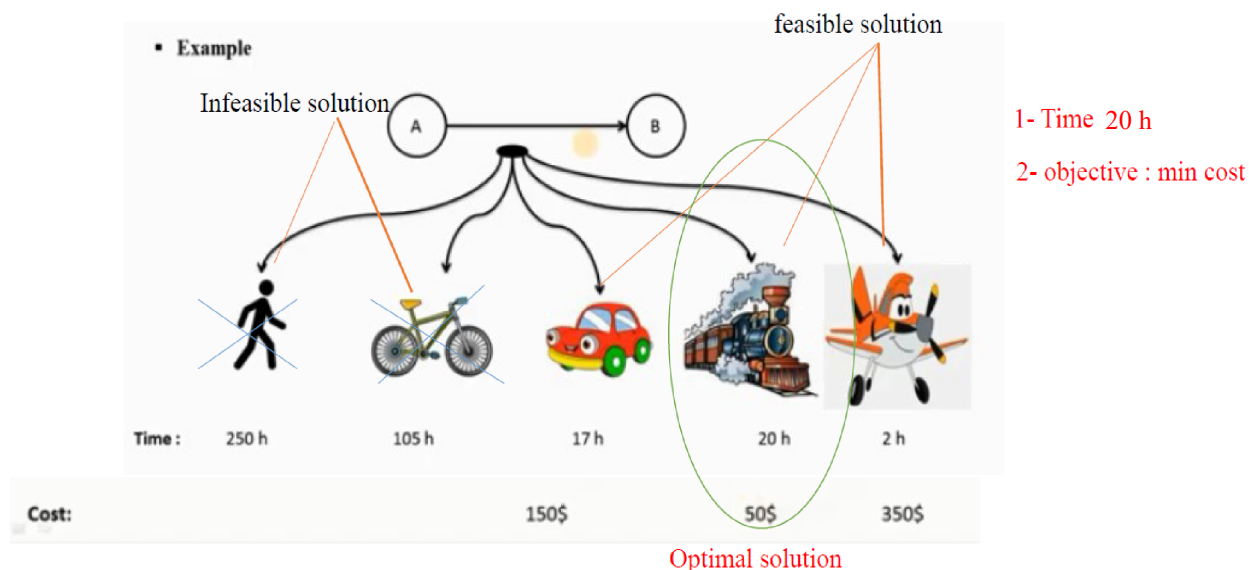 feasible solution
▪ Example
Infeasible solution
A
B
1- Time 20 h
2- objective : min cost
Time : 250 h 105 h 17 h 20 h 2 h
Cost: 150$ 50$ 350$
Optimal solution